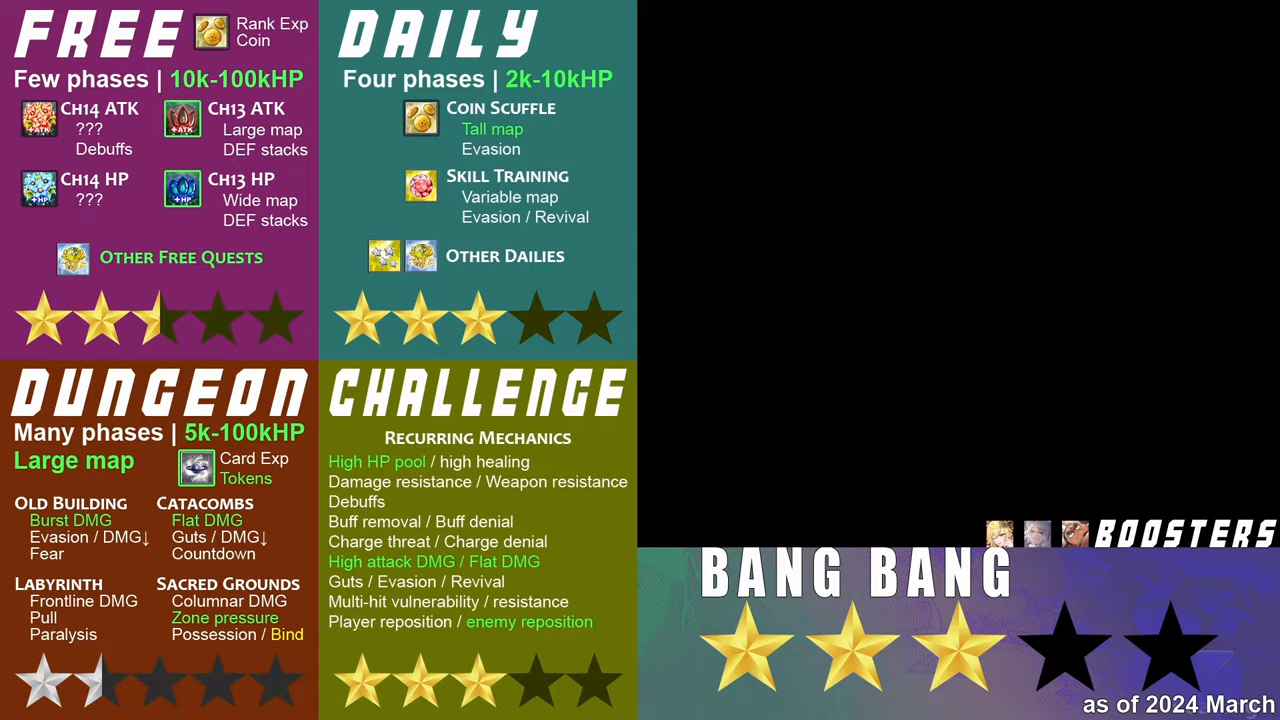 FREE
Rank Exp
Coin
Few phases | 10k-100kHP
CH14 ATK
???
Debuffs
CH13 ATK
Large map
DEF stacks
CH14 HP
???
CH13 HP
Wide map
DEF stacks
OTHER FREE QUESTS
DAILY
Four phases | 2k-10kHP
COIN SCUFFLE
Tall map
Evasion
SKILL TRAINING
Variable map
Evasion / Revival
OTHER DAILIES
DUNGEON
Many phases | 5k-100kHP
Large map
Card Exp
Tokens
OLD BUILDING
Burst DMG
Evasion / DMG↓
Fear
CATACOMBS
Flat DMG
Guts / DMG↓
Countdown
LABYRINTH
Frontline DMG
Pull
Paralysis
SACRED GROUNDS
Columnar DMG
Zone pressure
Possession / Bind
CHALLENGE
RECURRING MECHANICS
High HP pool / high healing
Damage resistance / Weapon resistance
Debuffs
Buff removal / Buff denial
Charge threat / Charge denial
High attack DMG / Flat DMG
Guts / Evasion / Revival
Multi-hit vulnerability / resistance
Player reposition / enemy reposition
BOOSTERS
BANG BANG
as of 2024 March
+ATK
+ATK
+HP
+HP